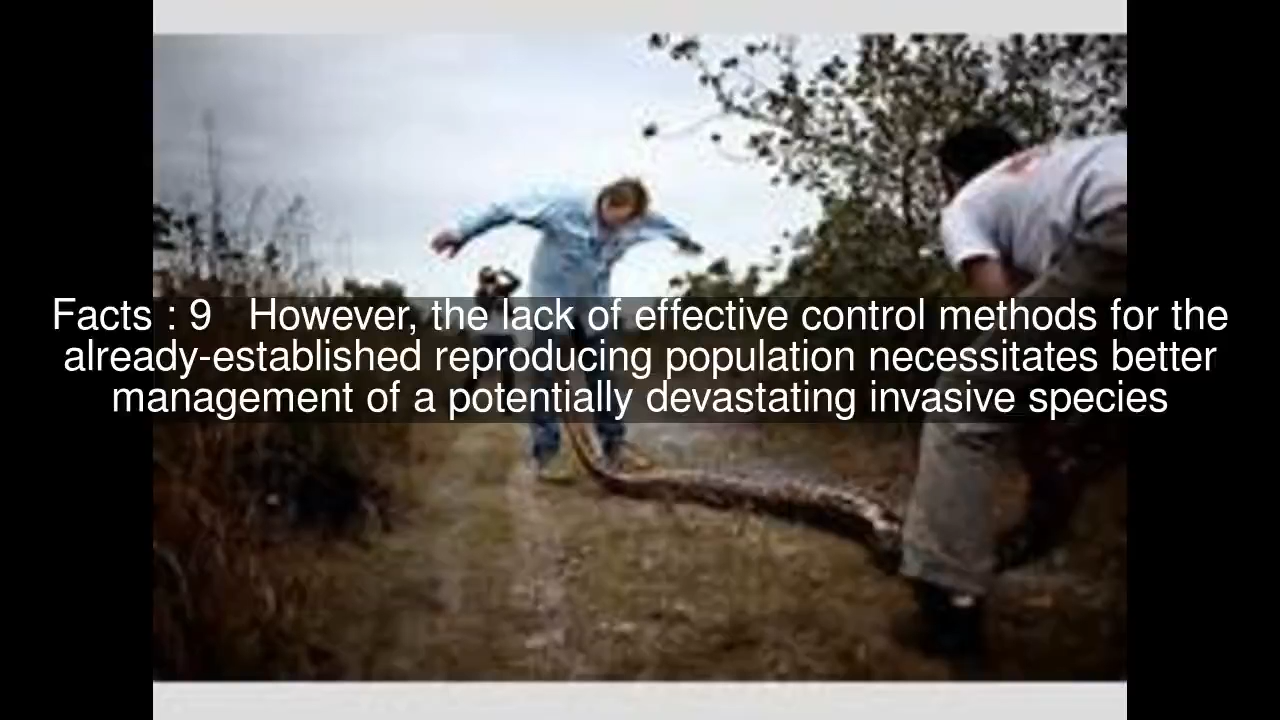 Facts : 9   However, the lack of effective control methods for the
already-established reproducing population necessitates better
management of a potentially devastating invasive species